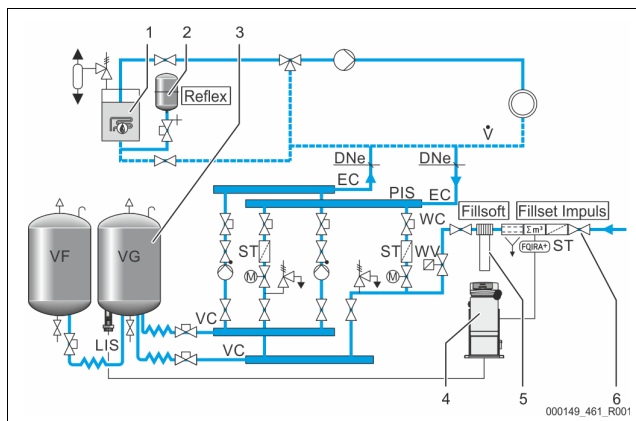 1 2 3
Reflex
V̇
DNe DNe
EC PIS EC
WC Fillsoft Fillset Impuls
Σm³
FQIRA+ ST
VF VG ST M M WV
VC
LIS VC
4 5 6
000149_461_R001